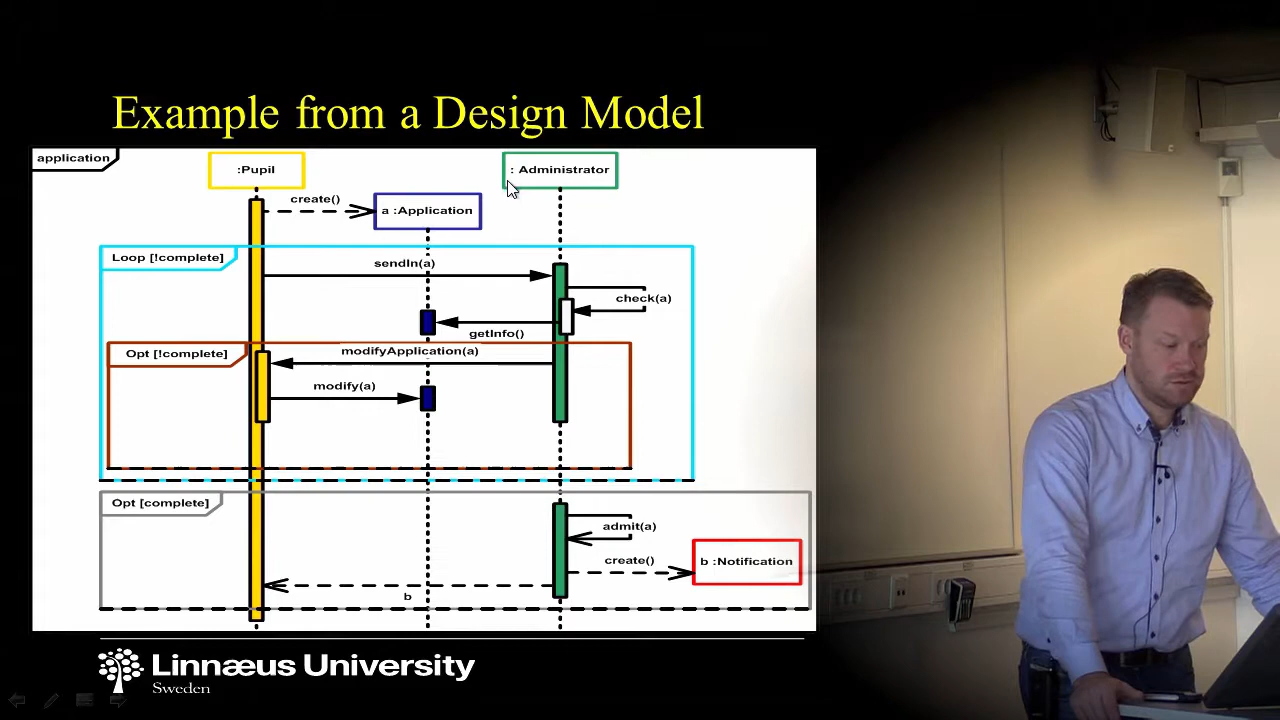 Example from a Design Model
application
:Pupil
: Administrator
create()
a :Application
Loop [!complete]
sendIn(a)
check(a)
getInfo()
Opt [!complete]
modifyApplication(a)
modify(a)
Opt [complete]
admit(a)
create()
b :Notification
b
Linnæus University
Sweden